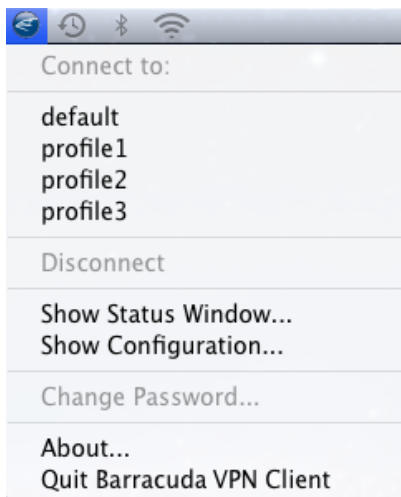 Connect to:
default
profile1
profile2
profile3
Disconnect
Show Status Window...
Show Configuration...
Change Password...
About...
Quit Barracuda VPN Client